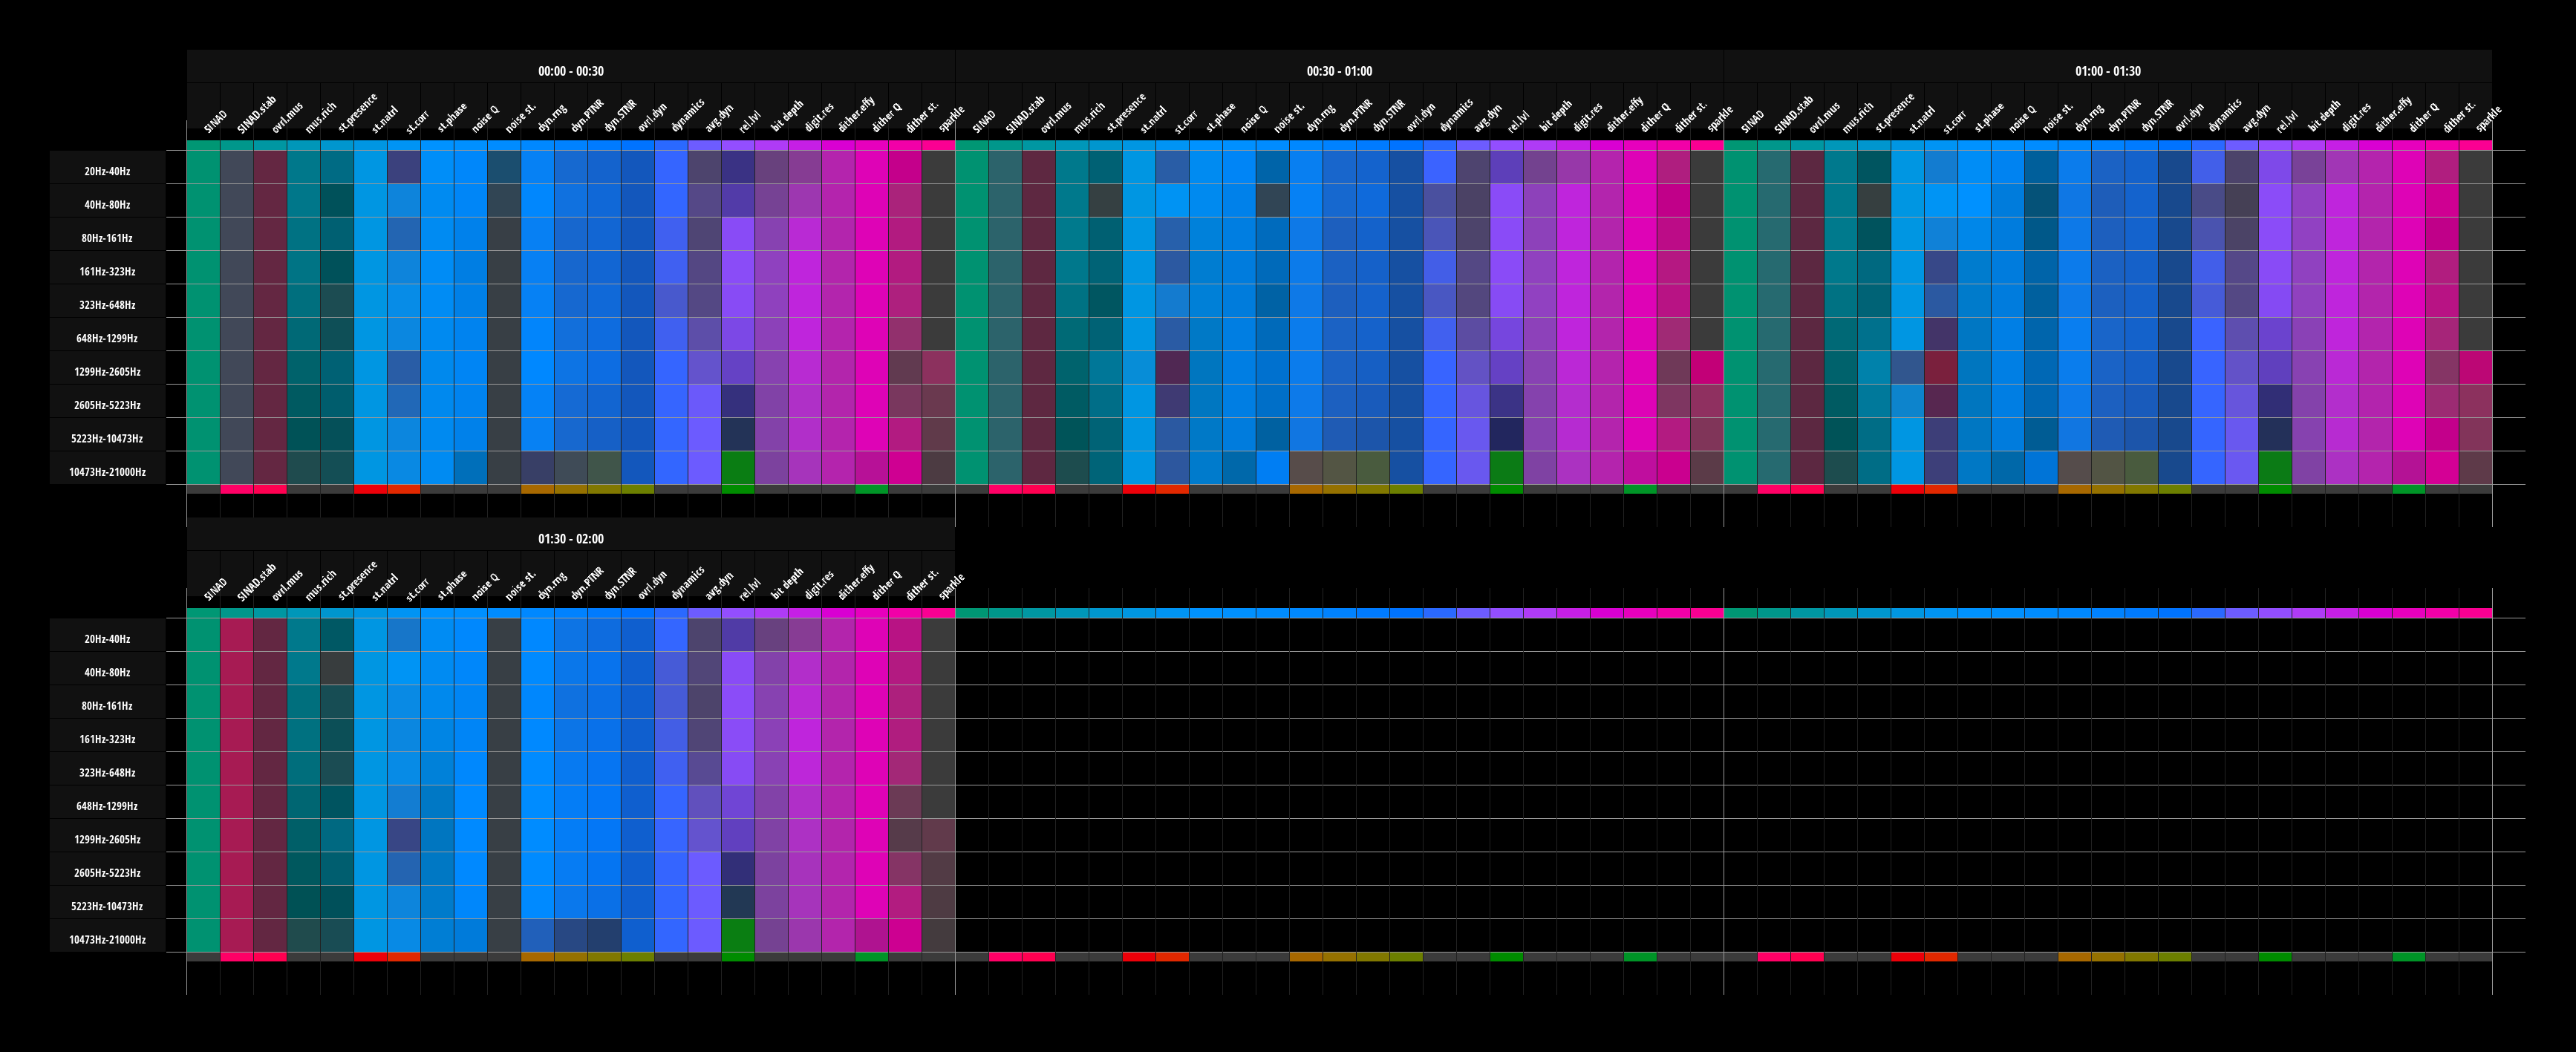 00:00 - 00:30 00:30 - 01:00 01:00 - 01:30
SINAD SINAD.stab ovrl.mus mus.rich st.presence st.natrl st.corr st.phase noise Q noise st. dyn.rng dyn.PTNR dyn.STNR ovrl.dyn dynamics avg.dyn rel.lvl bit depth digit.res dither.effy dither Q dither st. sparkle SINAD SINAD.stab ovrl.mus mus.rich st.presence st.natrl st.corr st.phase noise Q noise st. dyn.rng dyn.PTNR dyn.STNR ovrl.dyn dynamics avg.dyn rel.lvl bit depth digit.res dither.effy dither Q dither st. sparkle SINAD SINAD.stab ovrl.mus mus.rich st.presence st.natrl st.corr st.phase noise Q noise st. dyn.rng dyn.PTNR dyn.STNR ovrl.dyn dynamics avg.dyn rel.lvl bit depth digit.res dither.effy dither Q dither st. sparkle
20Hz-40Hz
40Hz-80Hz
80Hz-161Hz
161Hz-323Hz
323Hz-648Hz
648Hz-1299Hz
1299Hz-2605Hz
2605Hz-5223Hz
5223Hz-10473Hz
10473Hz-21000Hz
01:30 - 02:00
SINAD SINAD.stab ovrl.mus mus.rich st.presence st.natrl st.corr st.phase noise Q noise st. dyn.rng dyn.PTNR dyn.STNR ovrl.dyn dynamics avg.dyn rel.lvl bit depth digit.res dither.effy dither Q dither st. sparkle
20Hz-40Hz
40Hz-80Hz
80Hz-161Hz
161Hz-323Hz
323Hz-648Hz
648Hz-1299Hz
1299Hz-2605Hz
2605Hz-5223Hz
5223Hz-10473Hz
10473Hz-21000Hz